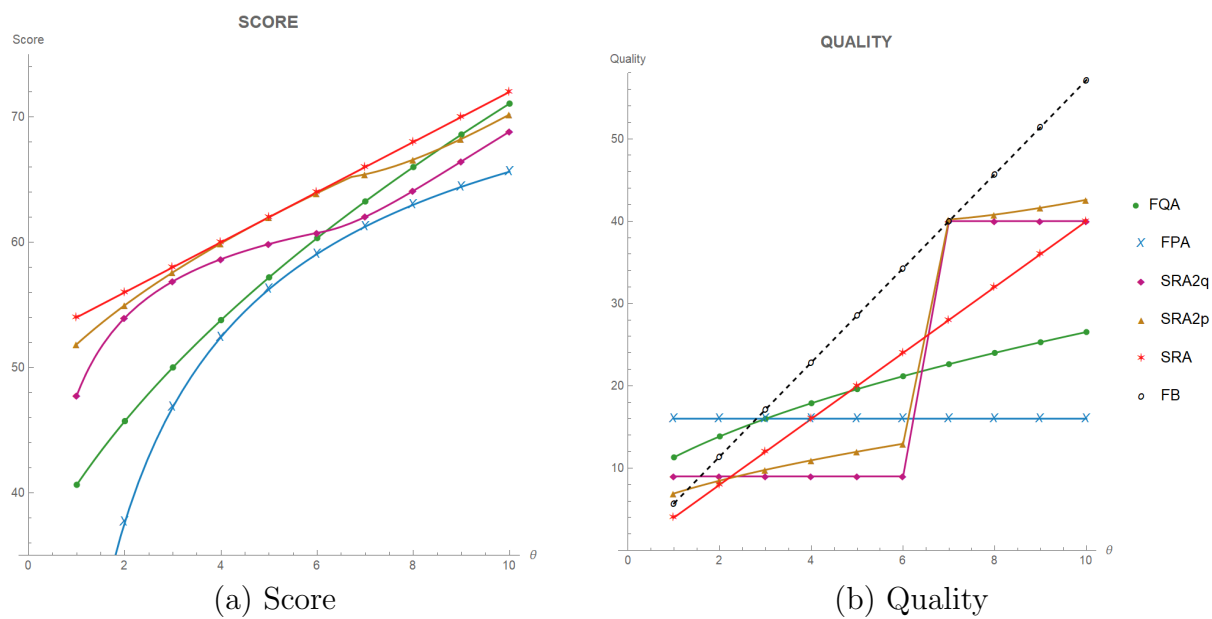 SCORE
Score
70
60
50
40
0
2
4
6
8
10
θ
(a) Score
QUALITY
Quality
50
40
30
20
10
0
2
4
6
8
10
θ
(b) Quality
FQA
FPA
SRA2q
SRA2p
SRA
FB